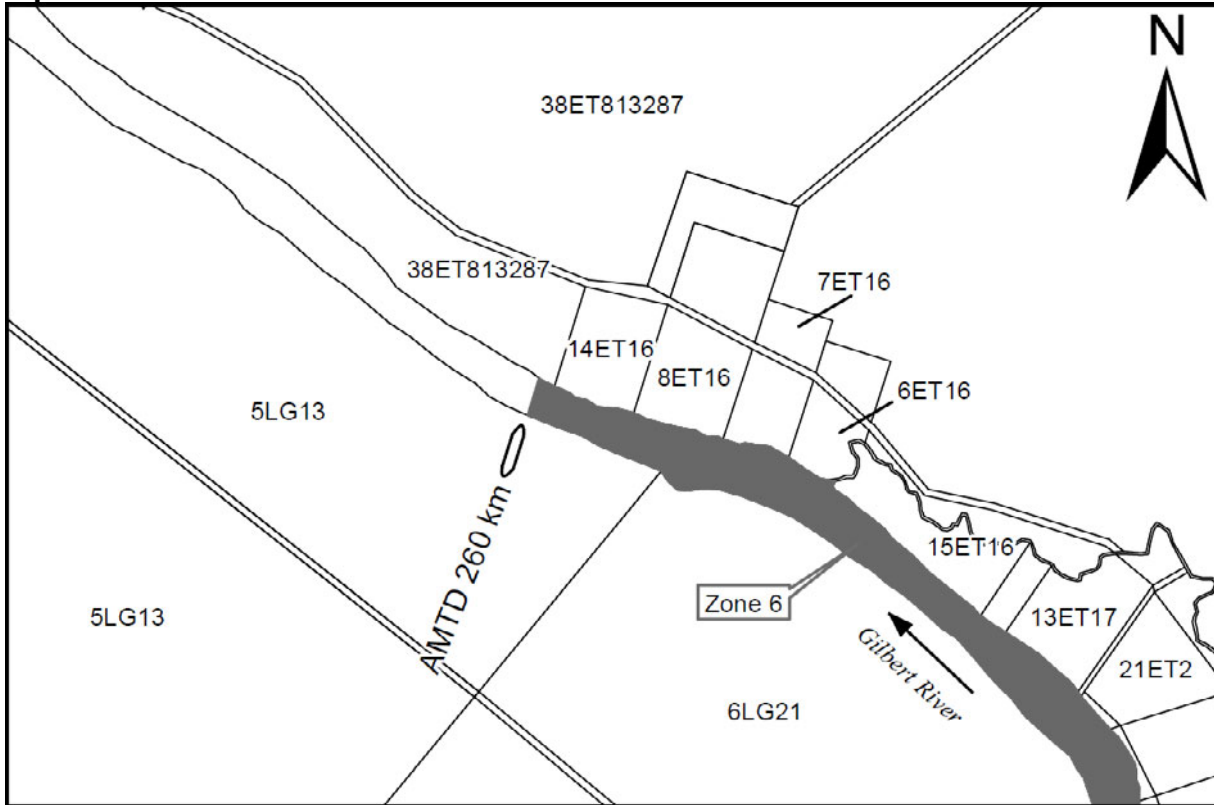 N
38ET813287
38ET813287
7ET16
14ET16
8ET16
6ET16
5LG13
AMTD 260 km
15ET16
Zone 6
13ET17
5LG13
Gilbert River
21ET2
6LG21